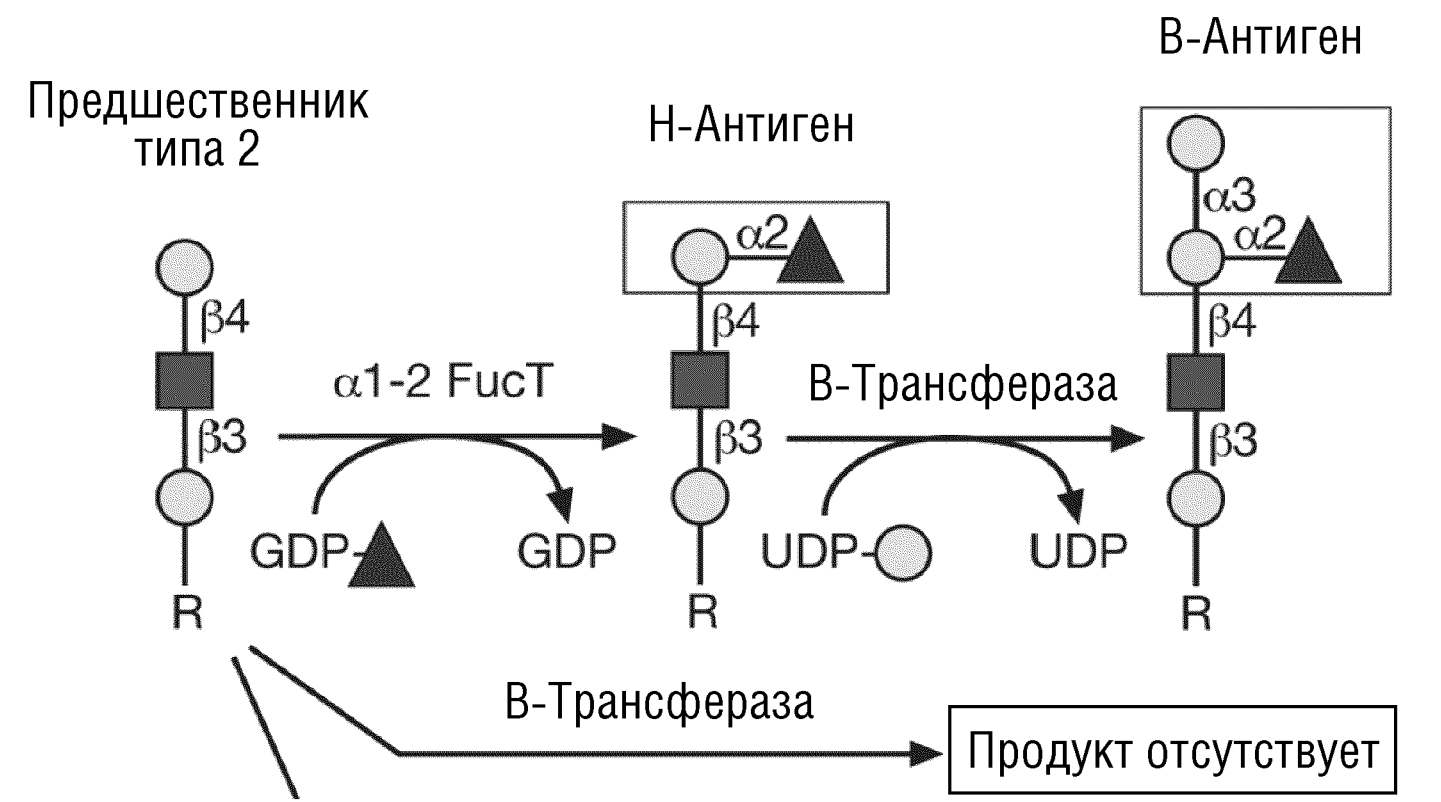 В-Антиген
Предшественник
типа 2
Н-Антиген
α3
α2
α2
β4
β4
β4
α1-2 FucT
В-Трансфераза
β3
β3
β3
GDP-
GDP
UDP-
UDP
R
R
R
В-Трансфераза
Продукт отсутствует